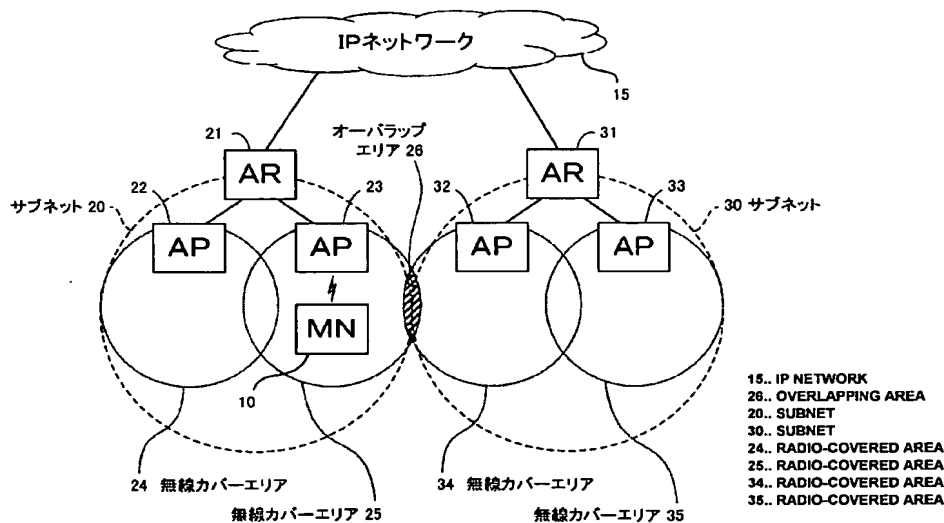 IPネットワーク
15
21
オーバラップ
エリア 26
31
AR
AR
22
23
32
33
サブネット 20
30 サブネット
AP
AP
AP
AP
MN
10
24 無線カバーエリア
無線カバーエリア 25
34 無線カバーエリア
無線カバーエリア 35
15.. IP NETWORK
26.. OVERLAPPING AREA
20.. SUBNET
30.. SUBNET
24.. RADIO-COVERED AREA
25.. RADIO-COVERED AREA
34.. RADIO-COVERED AREA
35.. RADIO-COVERED AREA